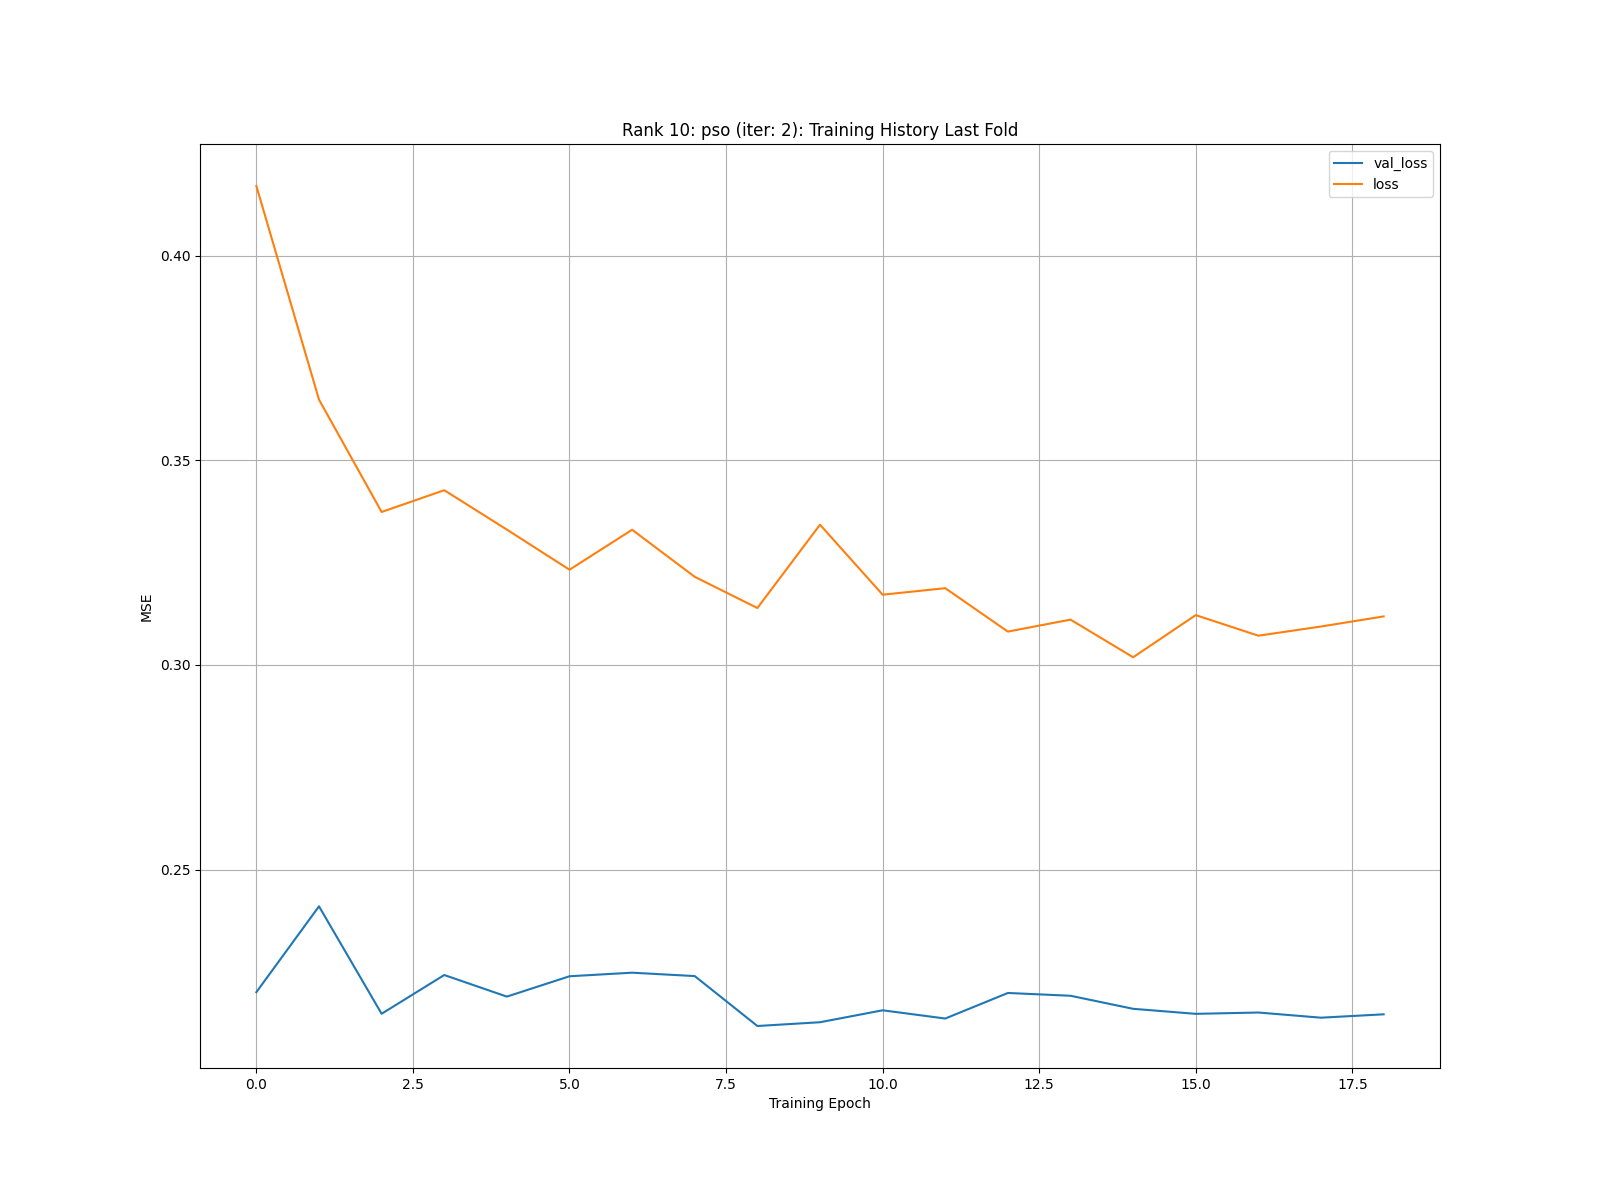 Rank 10: pso (iter: 2): Training History Last Fold
val_loss
loss
0.40
0.35
0.30
0.25
MSE
0.0 2.5 5.0 7.5 10.0 12.5 15.0 17.5
Training Epoch